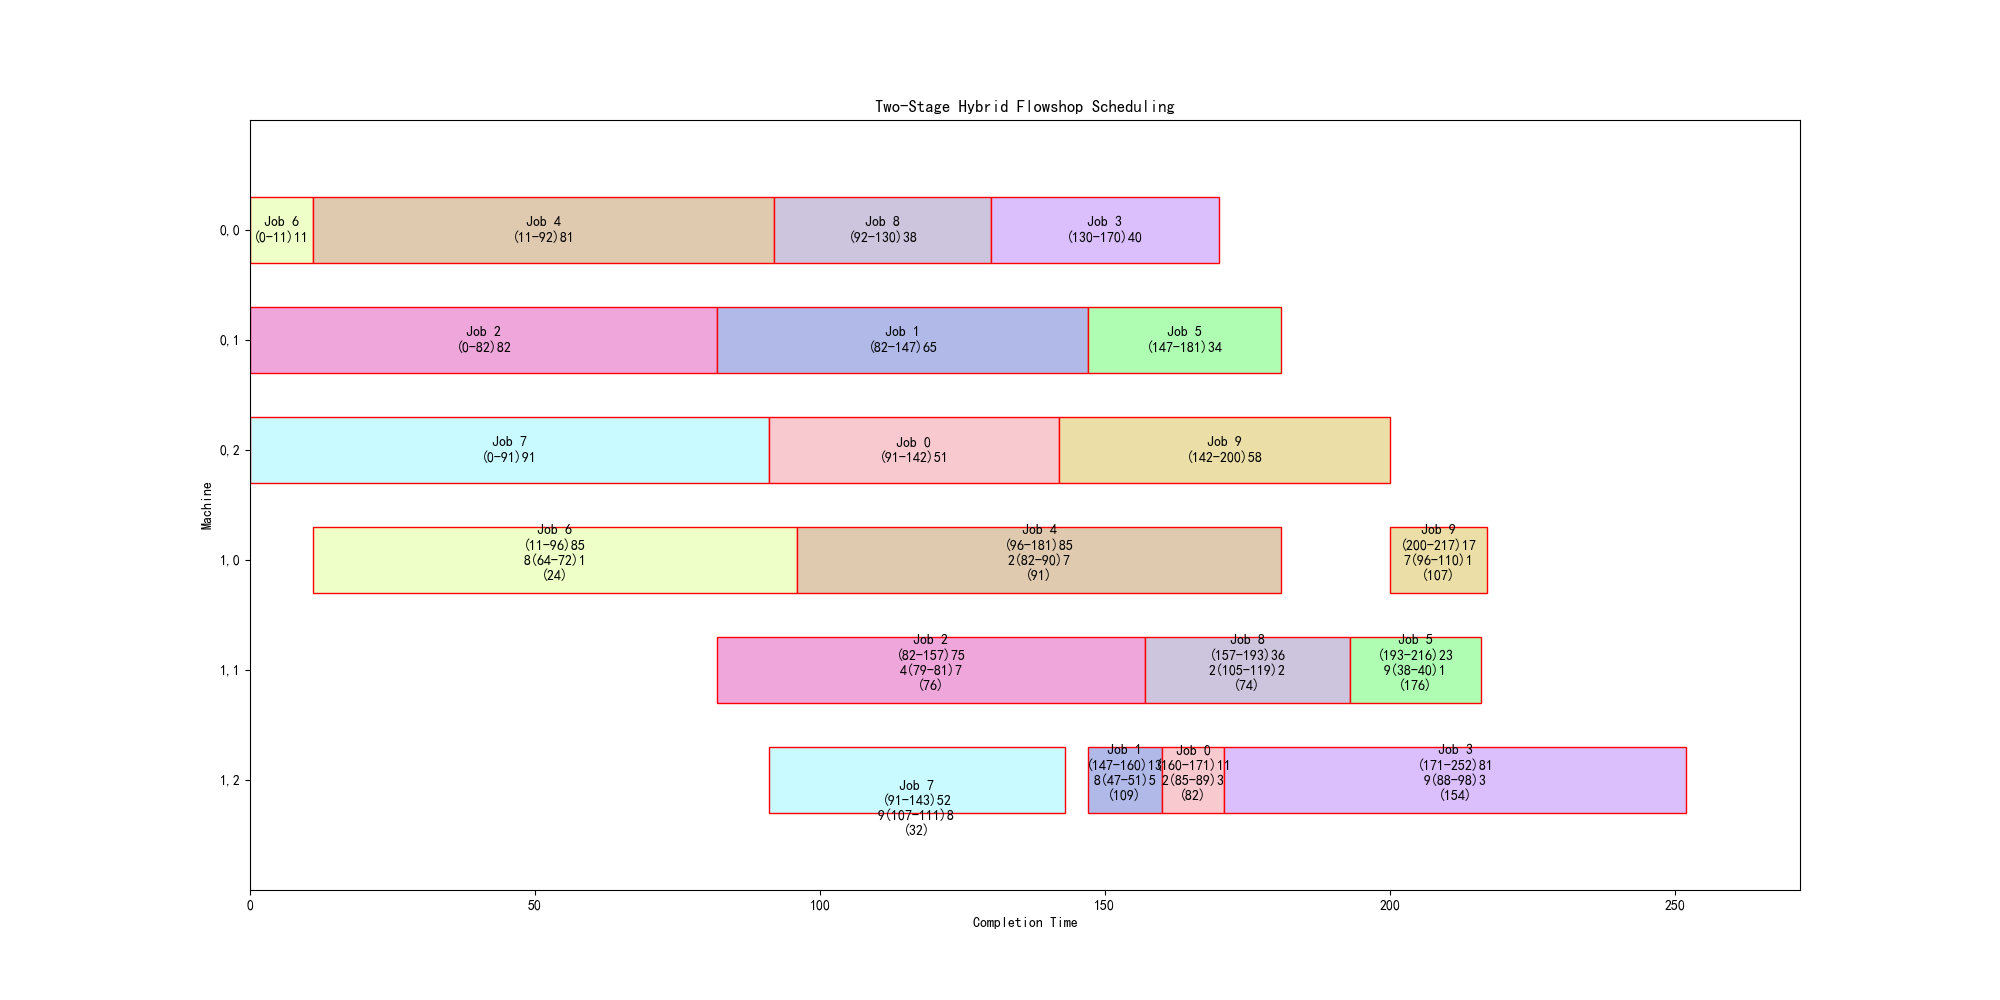 Two-Stage Hybrid Flowshop Scheduling
0,0
Job 6
(0-11)11
Job 4
(11-92)81
Job 8
(92-130)38
Job 3
(130-170)40
0,1
Job 2
(0-82)82
Job 1
(82-147)65
Job 5
(147-181)34
0,2
Job 7
(0-91)91
Job 0
(91-142)51
Job 9
(142-200)58
Machine
1,0
Job 6
(11-96)85
8(64-72)1
(24)
Job 4
(96-181)85
2(82-90)7
(91)
Job 9
(200-217)17
7(96-110)1
(107)
1,1
Job 2
(82-157)75
4(79-81)7
(76)
Job 8
(157-193)36
2(105-119)2
(74)
Job 5
(193-216)23
9(38-40)1
(176)
1,2
Job 7
(91-143)52
9(107-111)8
(32)
Job 1
(147-160)13
8(47-51)5
(109)
Job 0
(160-171)11
2(85-89)3
(82)
Job 3
(171-252)81
9(88-98)3
(154)
0
50
100
150
200
250
Completion Time